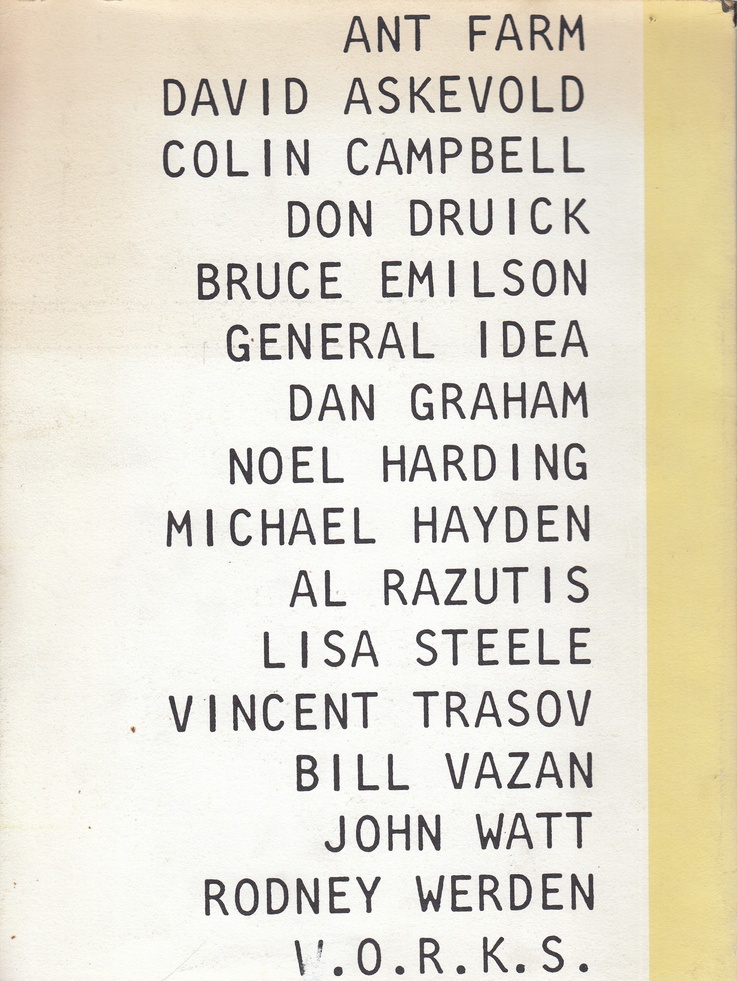 ANT FARM
DAVID ASKEVOLD
COLIN CAMPBELL
DON DRUICK
BRUCE EMILSON
GENERAL IDEA
DAN GRAHAM
NOEL HARDING
MICHAEL HAYDEN
AL RAZUTIS
LISA STEELE
VINCENT TRASOV
BILL VAZAN
JOHN WATT
RODNEY WERDEN
W.O.R.K.S.